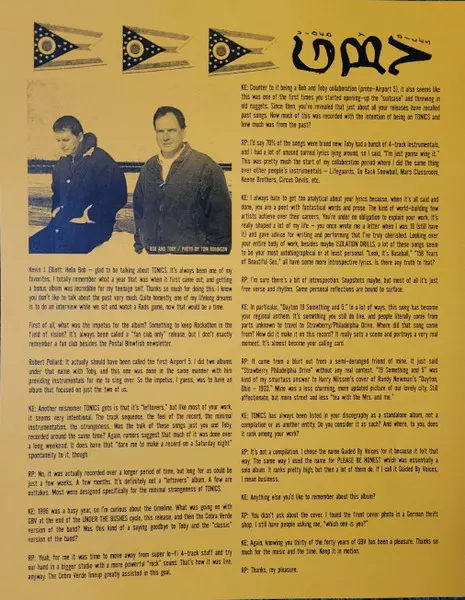 GBV
BOB AND TOBY / PHOTO BY TOM ROBINSON
Kevin J. Elliott: Hello Bob – glad to be talking about TONICS. It's always been one of my
favorites. I totally remember what a year that was when it first came out, and getting
a bonus album was incredible for my teenage self. Thanks so much for doing this. I know
you don't like to talk about the past very much. Quite honestly, one of my lifelong dreams
is to do an interview while we sit and watch a Reds game, now that would be a time.
First of all, what was the impetus for the album? Something to keep Rockathon in the
field of vision? It's always been called a "fan club only" release, but I don't exactly
remember a fan club besides the Postal Blowfish newsletter.
Robert Pollard: It actually should have been called the first Airport 5. I did two albums
under that name with Toby, and this one was done in the same manner with him
providing instrumentals for me to sing over. So the impetus, I guess, was to have an
album that focused on just the two of us.
KE: Another misnomer TONICS gets is that it's "leftovers," but like most of your work,
it seems very intentional. The track sequence, the feel of the record, the minimal
instrumentation, the strangeness. Was the bulk of these songs just you and Toby
recorded around the same time? Again, rumors suggest that much of it was done over
a long weekend. It does have that "dare me to make a record on a Saturday night"
spontaneity to it, though.
RP: No, it was actually recorded over a longer period of time, but long for us could be
just a few weeks. A few months. It's definitely not a "leftovers" album. A few are
outtakes. Most were designed specifically for the minimal strangeness of TONICS.
KE: 1996 was a busy year, so I'm curious about the timeline. What was going on with
GBV at the end of the UNDER THE BUSHES cycle, this release, and then the Cobra Verde
version of the band? Was this kind of a saying goodbye to Toby and the "classic"
version of the band?
RP: Yeah, for me it was time to move away from super lo-fi 4-track stuff and try
our hand in a bigger studio with a more powerful "rock" sound. That's how it was live,
anyway. The Cobra Verde lineup greatly assisted in this goal.
KE: Counter to it being a Bob and Toby collaboration (proto-Airport 5), it also seems like
this was one of the first times you started opening-up the "suitcase" and throwing in
old nuggets. Since then, you've revealed that just about all your releases have recalled
past songs. How much of this was recorded with the intention of being on TONICS and
how much was from the past?
RP: I'd say 70% of the songs were brand new. Toby had a bunch of 4-track instrumentals,
and I had a lot of unused surreal lyrics lying around, so I said, "I'm just gonna wing it."
This was pretty much the start of my collaboration period where I did the same thing
over other people's instrumentals – Lifeguards, Go Back Snowball, Mars Classroom,
Keene Brothers, Circus Devils, etc.
KE: I always hate to get too analytical about your lyrics because, when it's all said and
done, you are a poet with fantastical words and prose. The kind of world-building few
artists achieve over their careers. You're under no obligation to explain your work, it's
really shaped a lot of my life – you once wrote me a letter when I was 16 (still have
it) and gave advice for writing and performing that I've truly cherished. Looking over
your entire body of work, besides maybe ISOLATION DRILLS, a lot of these songs seem
to be your most autobiographical or at least personal. "Look, It's Baseball," "158 Years
of Beautiful Sex," all have some more introspective lyrics. Is there any truth to that?
RP: I'm sure there's a bit of introspection. Snapshots maybe, but most of all it's just
free verse and rhythm. Some personal reflections are bound to surface.
KE: In particular, "Dayton 19 Something and 5." In a lot of ways, this song has become
your regional anthem. It's something you still do live, and people literally come from
parts unknown to travel to Strawberry/Philadelphia Drive. Where did that song come
from? How did it make it on this record? It really sets a scene and portrays a very real
moment. It's almost become your calling card.
RP: It came from a blurt out from a semi-deranged friend of mine. It just said
"Strawberry Philadelphia Drive" without any real context. "19 Something and 5" was
kind of my smartass answer to Harry Nilsson's cover of Randy Newman's "Dayton,
Ohio – 1903." Mine was a less charming, more updated picture of our lovely city. Still
affectionate, but more street and less "tea with the Mrs. and me."
KE: TONICS has always been listed in your discography as a standalone album, not a
compilation or as another entity. Do you consider it as such? And where, to you, does
it rank among your work?
RP: It's not a compilation. I chose the name Guided By Voices for it because it felt that
way. The same way I used the name for PLEASE BE HONEST which was essentially a
solo album. It ranks pretty high, but then a lot of them do. If I call it Guided By Voices,
I mean business.
KE: Anything else you'd like to remember about this album?
RP: You didn't ask about the cover. I found the front cover photo in a German thrift
shop. I still have people asking me, "which one is you?"
KE: Again, knowing you thirty of the forty years of GBV has been a pleasure. Thanks so
much for the music and the time. Keep it in motion.
RP: Thanks, my pleasure.